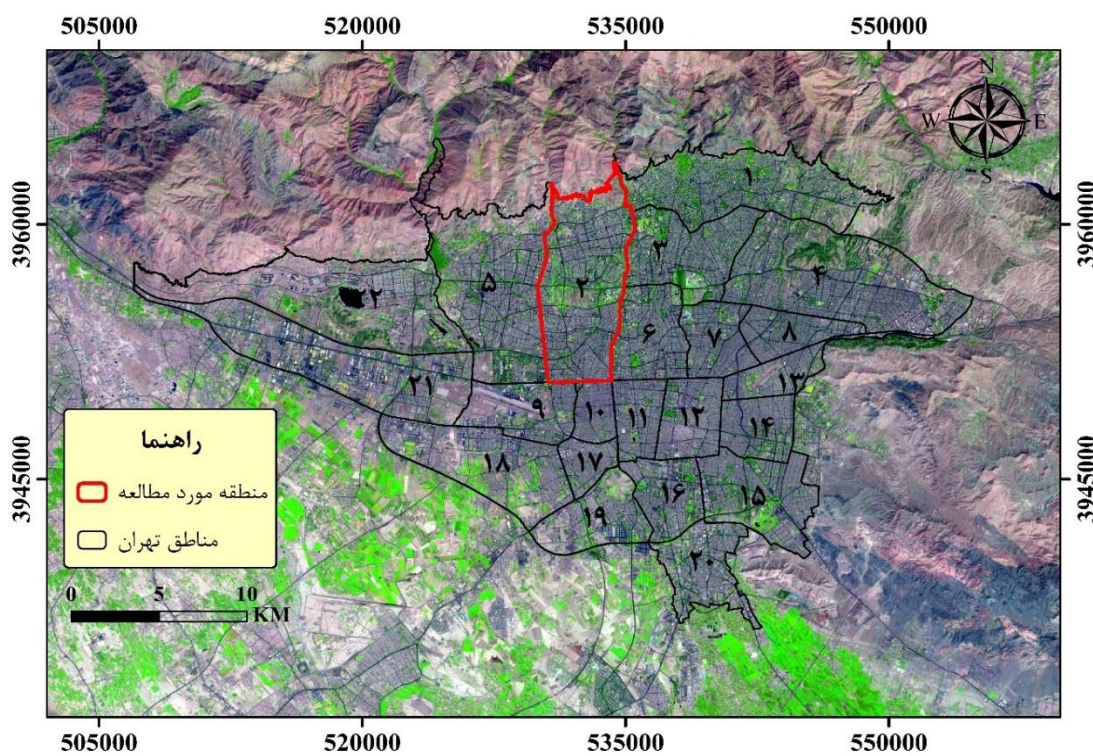 505000 520000 535000 550000
N
W E
S
3960000 3960000
3945000 3945000
۱
۳
۴
۵ ۲
۲۲
۶ ۷ ۸
۱۳
۲۱ ۹ ۱۰ ۱۱ ۱۲ ۱۴
۱۸ ۱۷ ۱۶ ۱۵
۱۹
۲۰
راهنما
منطقه مورد مطالعه
مناطق تهران
0 5 10
KM
505000 520000 535000 550000